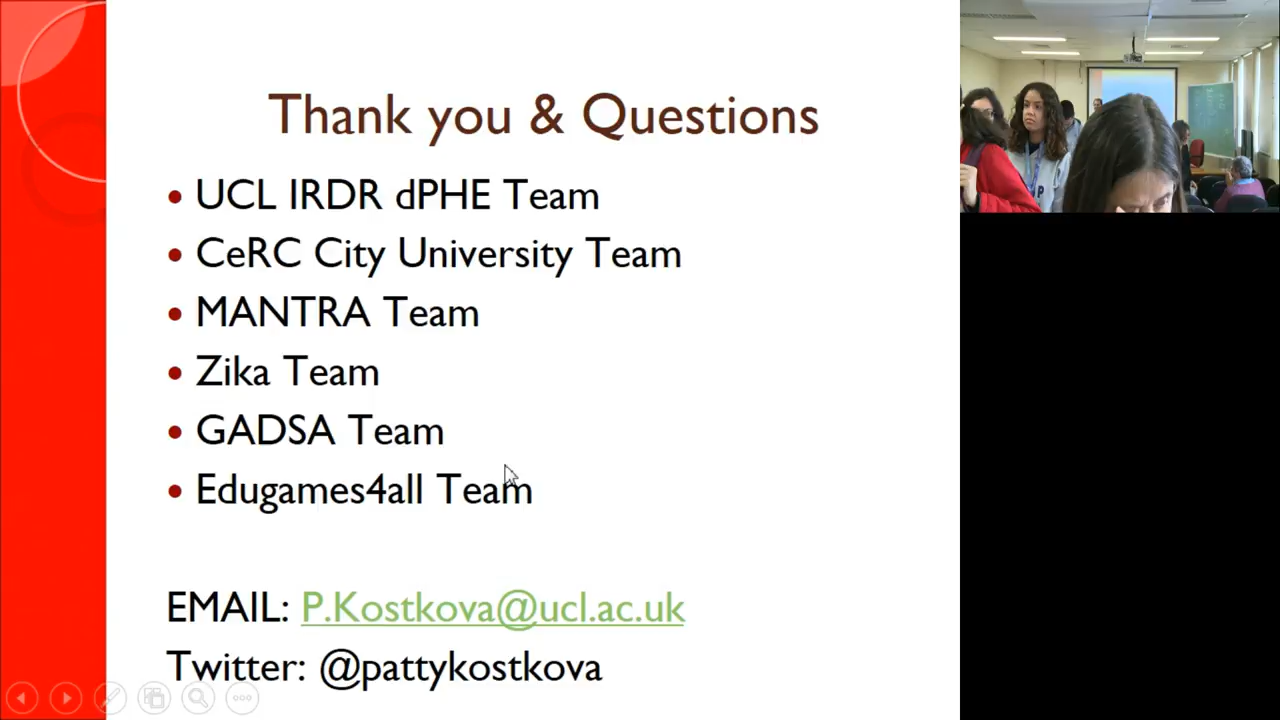 Thank you & Questions
• UCL IRDR dPHE Team
• CeRC City University Team
• MANTRA Team
• Zika Team
• GADSA Team
• Edugames4all Team
EMAIL: P.Kostkova@ucl.ac.uk
Twitter: @pattykostkova